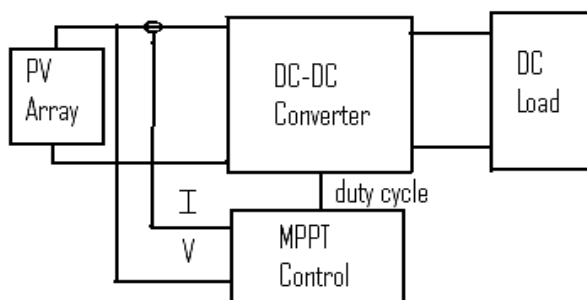 PV
Array
DC-DC
Converter
DC
Load
duty cycle
I
V
MPPT
Control